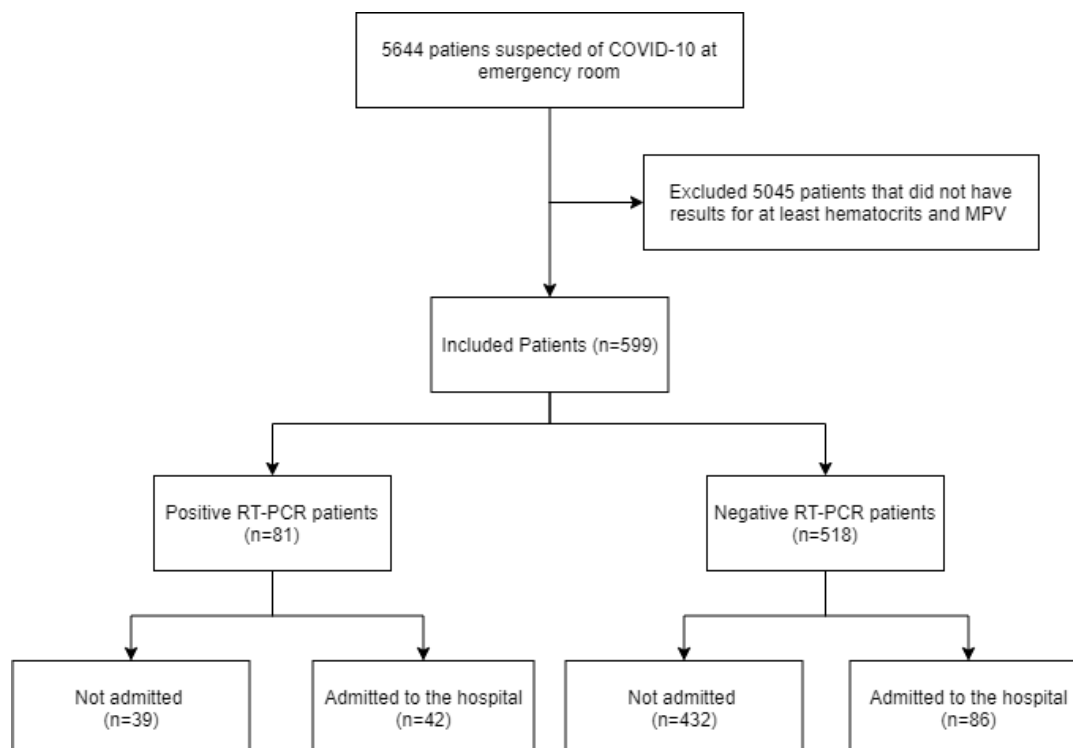 5644 patiens suspected of COVID-10 at
emergency room
Excluded 5045 patients that did not have
results for at least hematocrits and MPV
Included Patients (n=599)
Positive RT-PCR patients
(n=81)
Negative RT-PCR patients
(n=518)
Not admitted
(n=39)
Admitted to the hospital
(n=42)
Not admitted
(n=432)
Admitted to the hospital
(n=86)